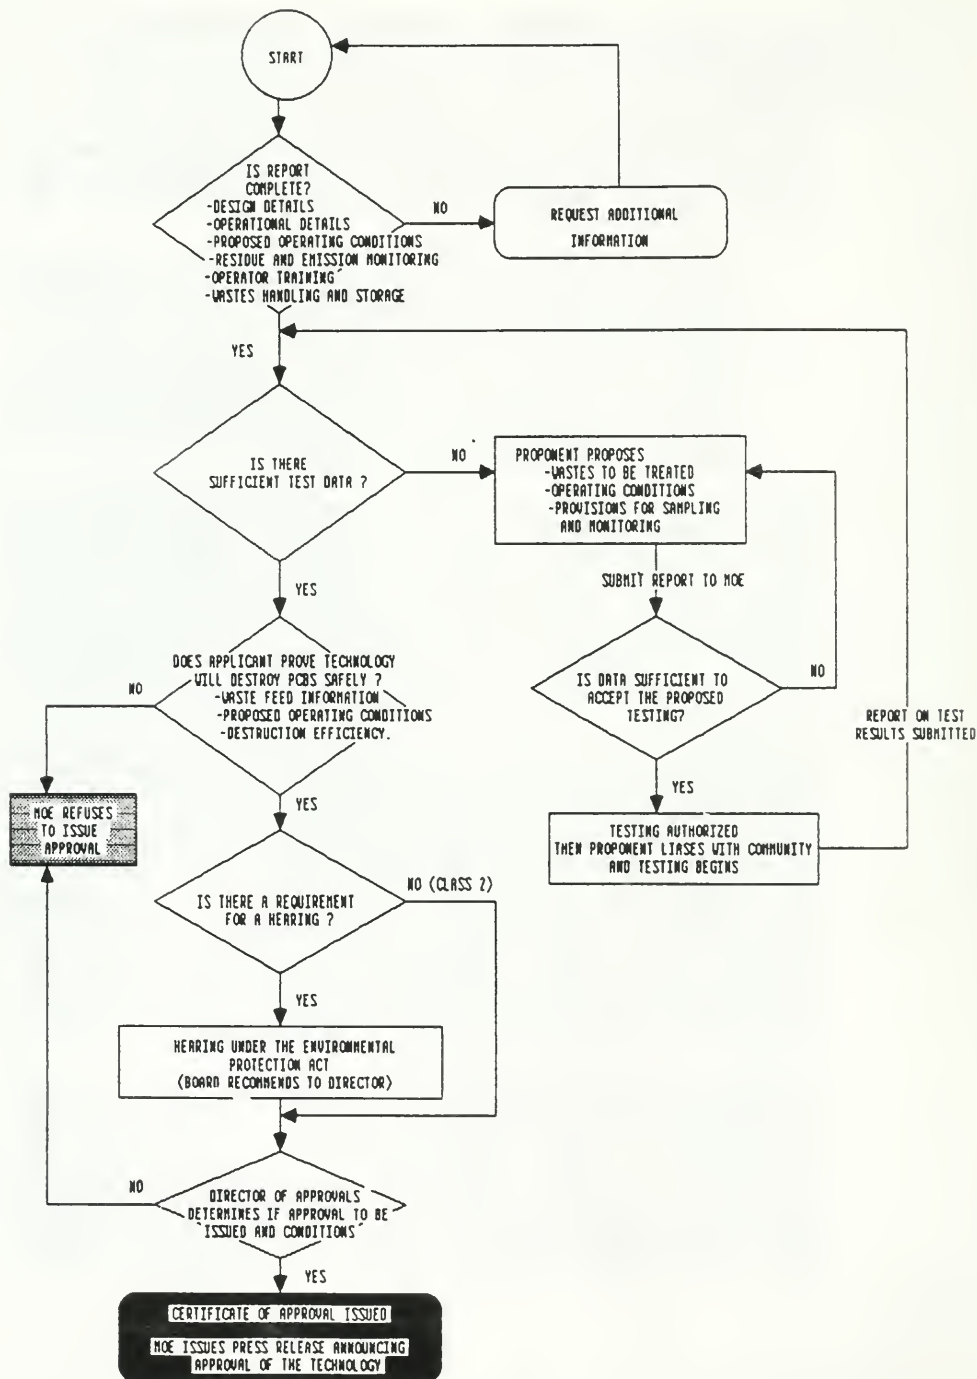 START
IS REPORT
COMPLETE?
-DESIGN DETAILS
-OPERATIONAL DETAILS
-PROPOSED OPERATING CONDITIONS
-RESIDUE AND EMISSION MONITORING
-OPERATOR TRAINING
-WASTES HANDLING AND STORAGE
NO
REQUEST ADDITIONAL
INFORMATION
YES
IS THERE
SUFFICIENT TEST DATA ?
NO
PROPONENT PROPOSES
-WASTES TO BE TREATED
-OPERATING CONDITIONS
-PROVISIONS FOR SAMPLING
AND MONITORING
SUBMIT REPORT TO MOE
YES
DOES APPLICANT PROVE TECHNOLOGY
WILL DESTROY PCBS SAFELY ?
-WASTE FEED INFORMATION
-PROPOSED OPERATING CONDITIONS
-DESTRUCTION EFFICIENCY.
NO
IS DATA SUFFICIENT TO
ACCEPT THE PROPOSED
TESTING?
NO
REPORT ON TEST
RESULTS SUBMITTED
YES
TESTING AUTHORIZED
THEN PROPONENT LIASES WITH COMMUNITY
AND TESTING BEGINS
MOE REFUSES
TO ISSUE
APPROVAL
YES
IS THERE A REQUIREMENT
FOR A HEARING ?
NO (CLASS 2)
YES
HEARING UNDER THE ENVIRONMENTAL
PROTECTION ACT
(BOARD RECOMMENDS TO DIRECTOR)
NO
DIRECTOR OF APPROVALS
DETERMINES IF APPROVAL TO BE
ISSUED AND CONDITIONS
YES
CERTIFICATE OF APPROVAL ISSUED
MOE ISSUES PRESS RELEASE ANNOUNCING
APPROVAL OF THE TECHNOLOGY